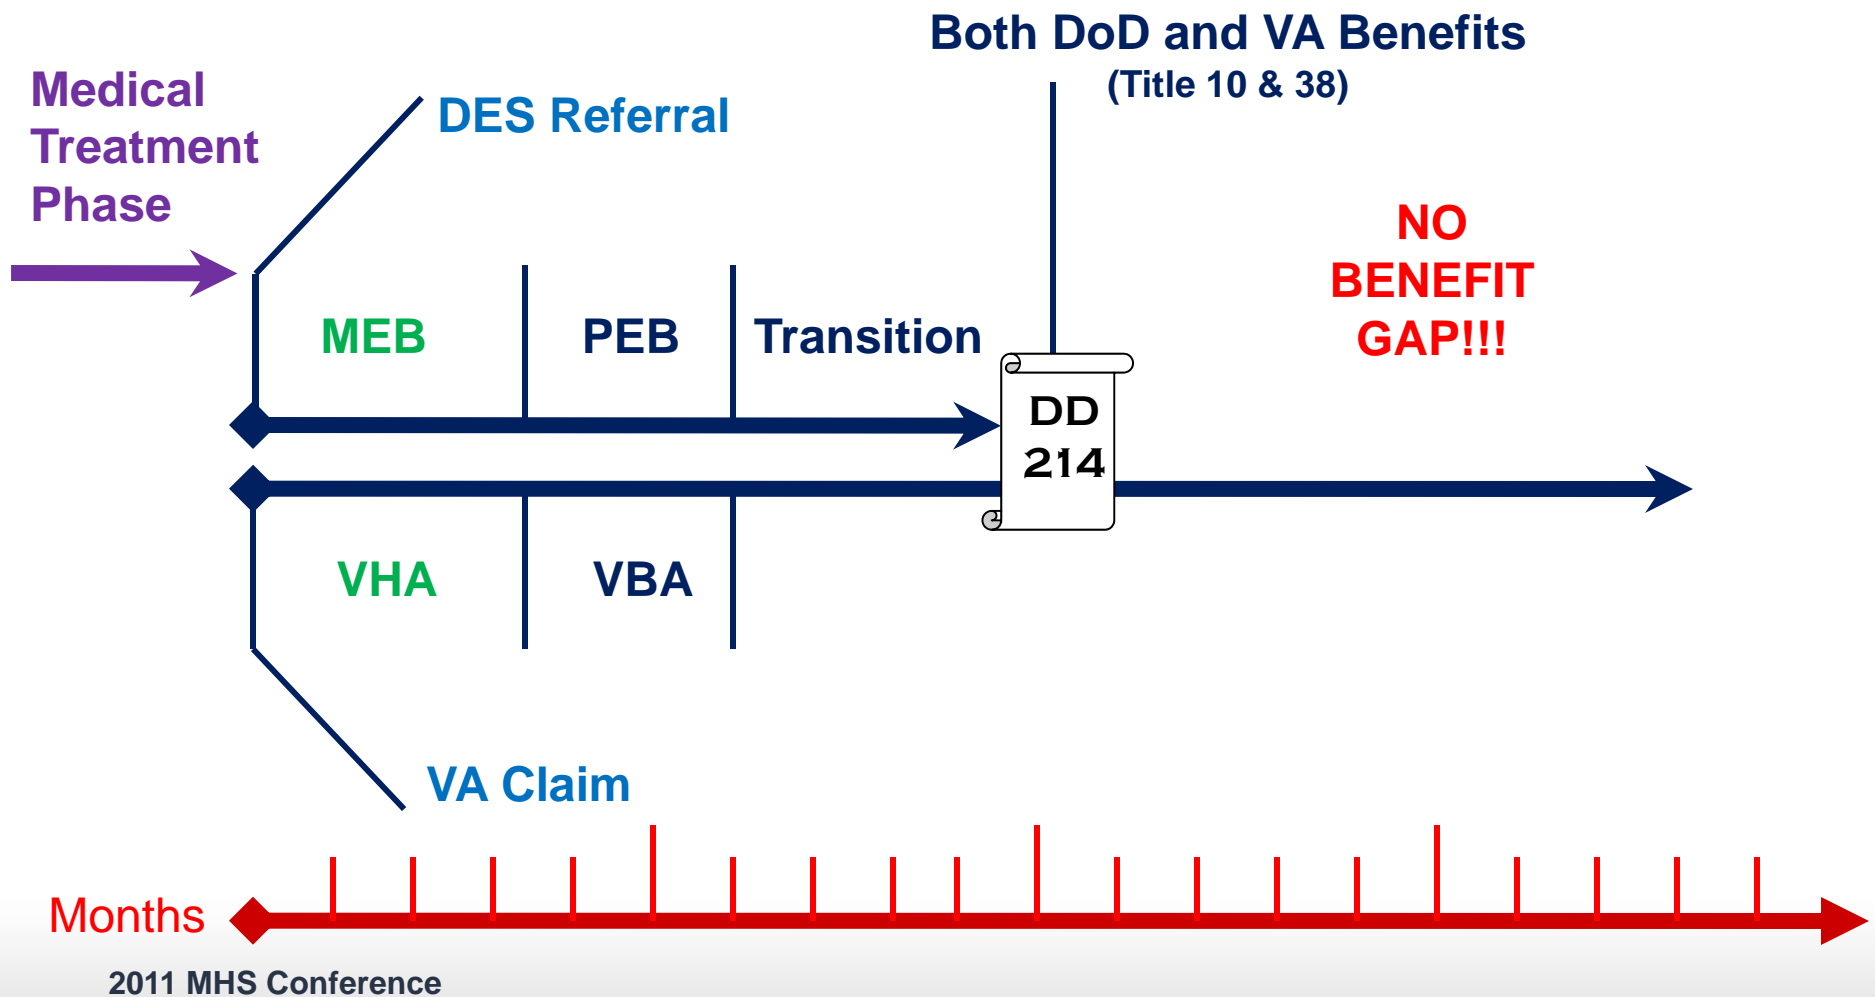 Both DoD and VA Benefits
(Title 10 & 38)
Medical
Treatment
Phase
DES Referral
NO
BENEFIT
GAP!!!
MEB
PEB
Transition
DD
214
VHA
VBA
VA Claim
Months
2011 MHS Conference